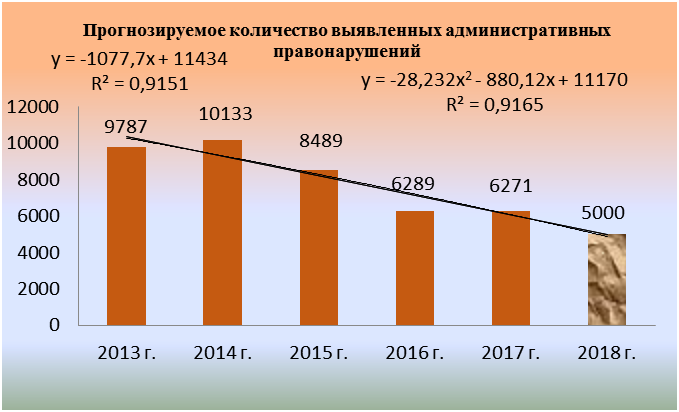 Прогнозируемое количество выявленных административных
правонарушений
y = -1077,7x + 11434
R² = 0,9151
y = -28,232x² - 880,12x + 11170
R² = 0,9165
12000
10000
8000
6000
4000
2000
0
9787
10133
8489
6289
6271
5000
2013 г.
2014 г.
2015 г.
2016 г.
2017 г.
2018 г.